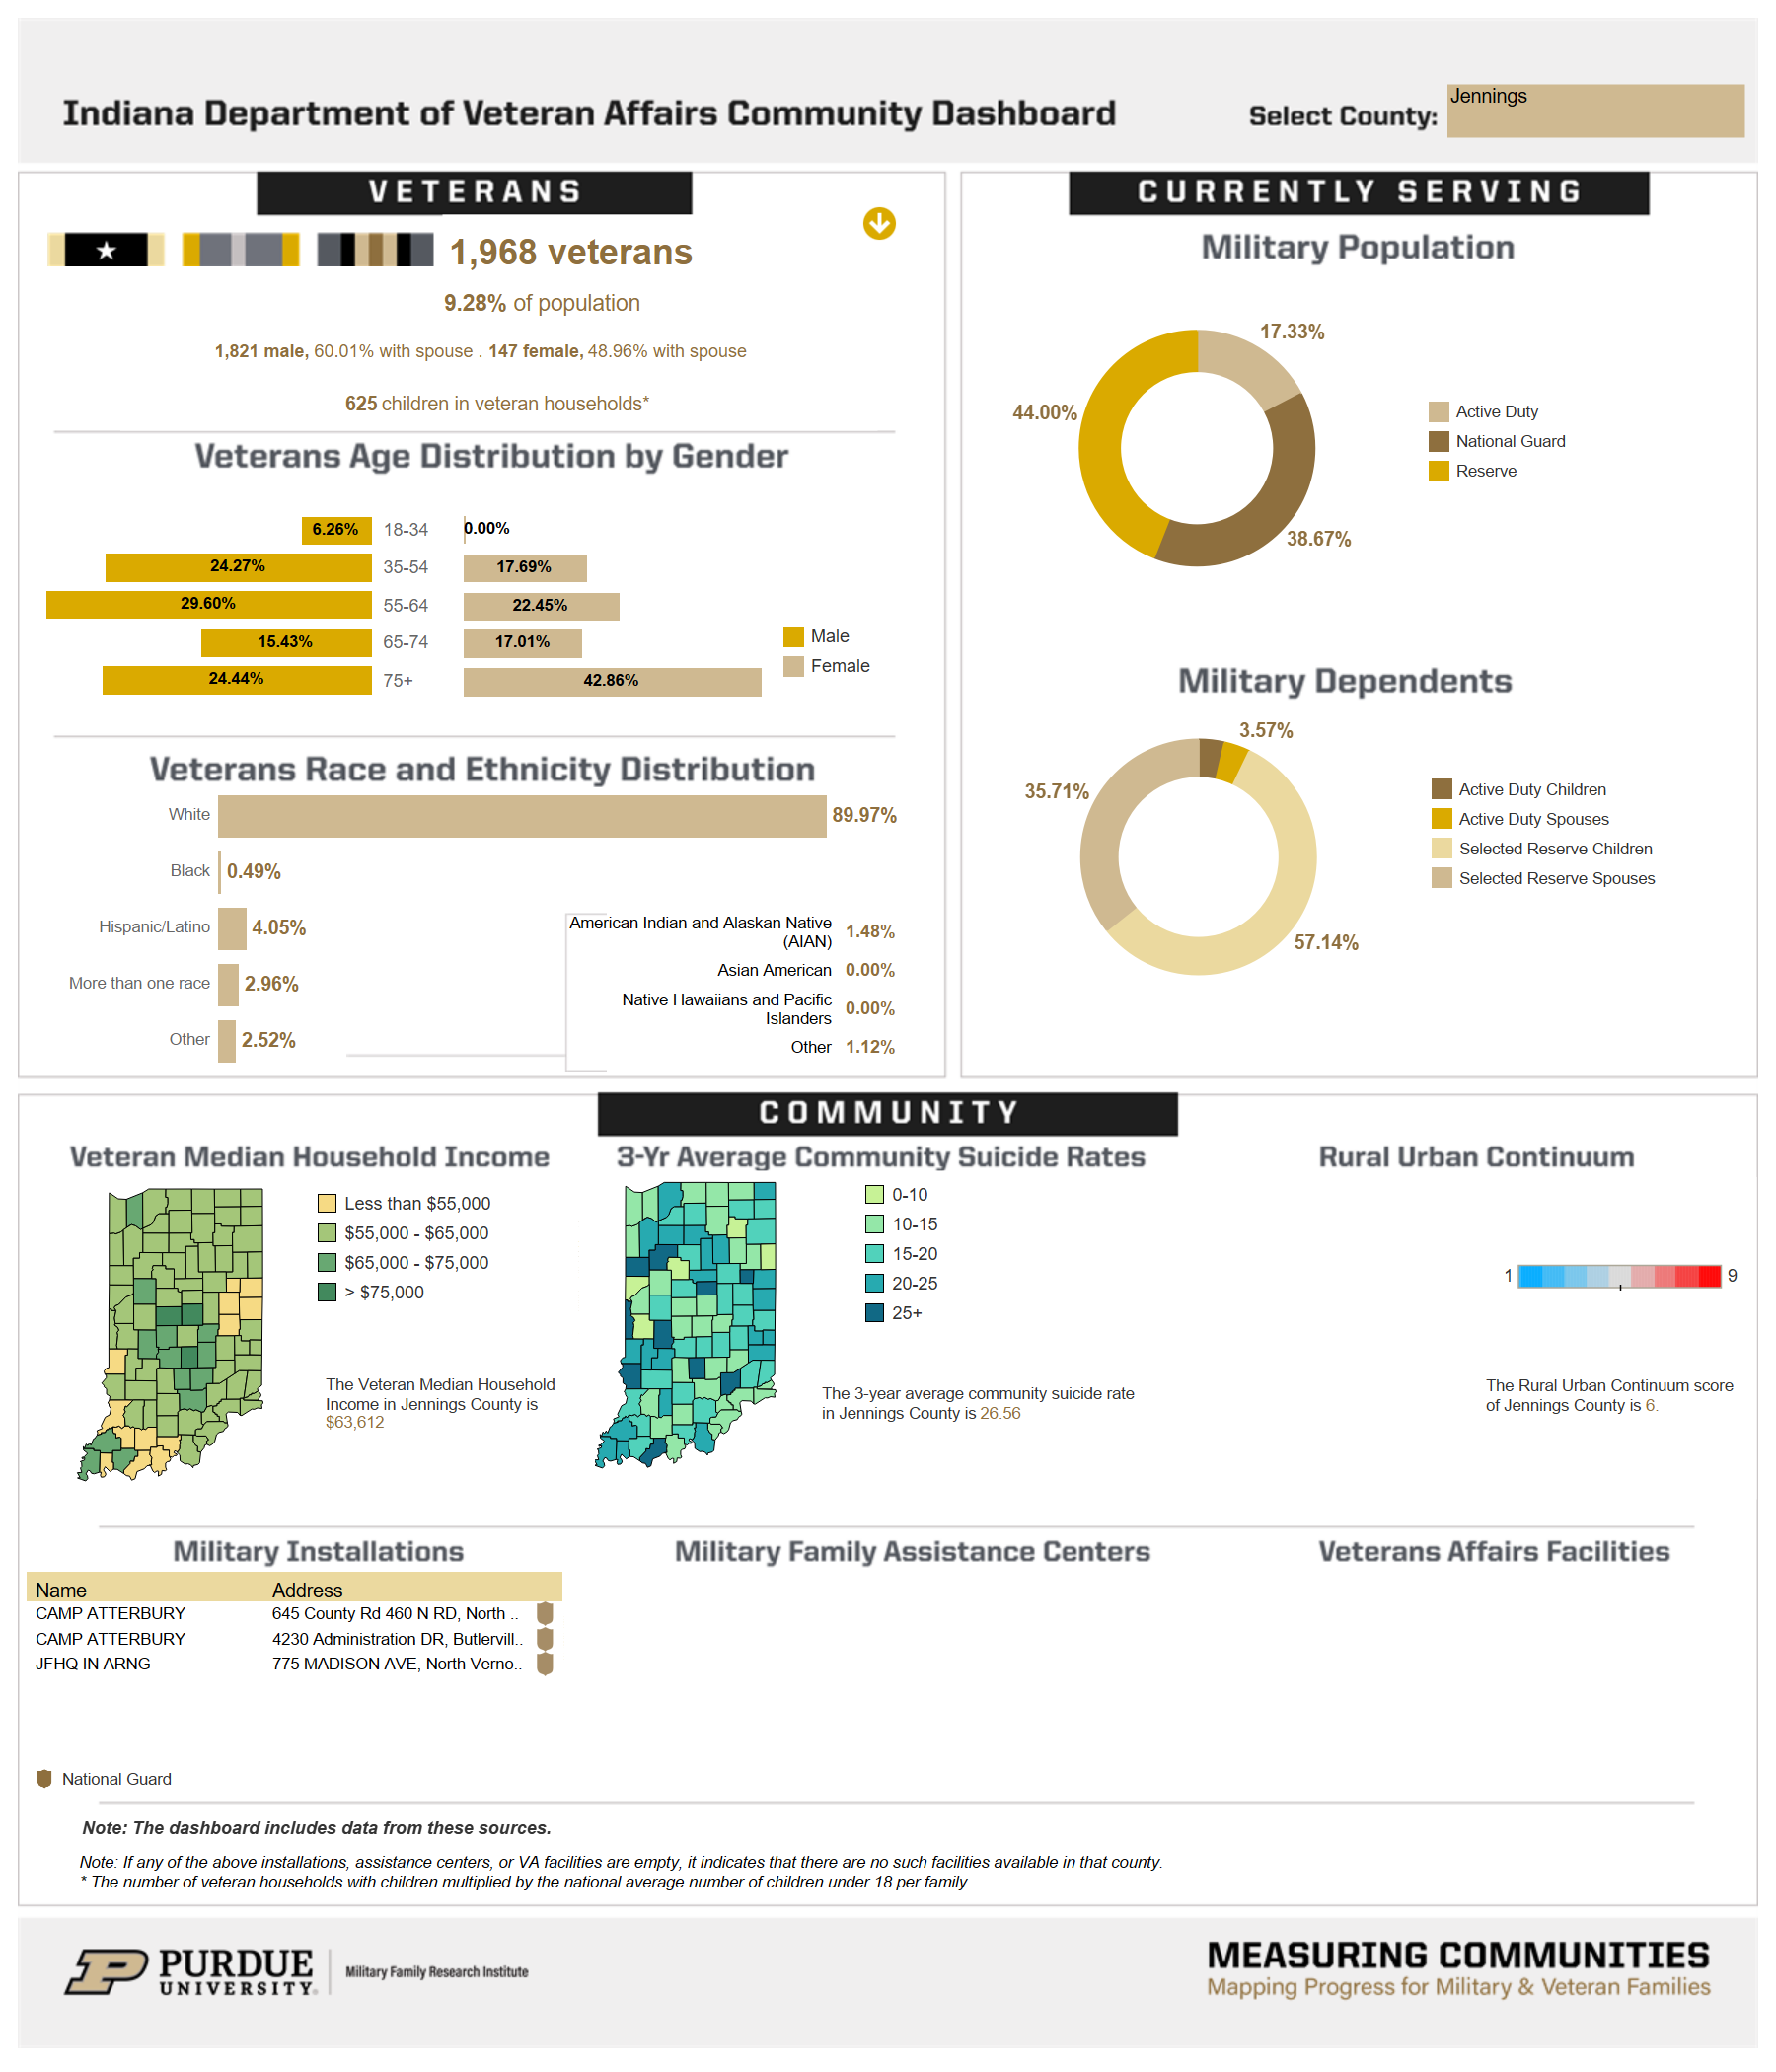 Indiana Department of Veteran Affairs Community Dashboard
Select County:
Jennings
VETERANS
1,968 veterans
9.28% of population
1,821 male, 60.01% with spouse . 147 female, 48.96% with spouse
625 children in veteran households*
Veterans Age Distribution by Gender
6.26% 18-34 0.00%
24.27% 35-54 17.69%
29.60% 55-64 22.45%
15.43% 65-74 17.01%
24.44% 75+ 42.86%
Male
Female
Veterans Race and Ethnicity Distribution
White 89.97%
Black 0.49%
Hispanic/Latino 4.05%
More than one race 2.96%
Other 2.52%
American Indian and Alaskan Native
(AIAN) 1.48%
Asian American 0.00%
Native Hawaiians and Pacific
Islanders 0.00%
Other 1.12%
CURRENTLY SERVING
Military Population
17.33%
44.00%
38.67%
Active Duty
National Guard
Reserve
Military Dependents
3.57%
35.71%
57.14%
Active Duty Children
Active Duty Spouses
Selected Reserve Children
Selected Reserve Spouses
COMMUNITY
Veteran Median Household Income
Less than $55,000
$55,000 - $65,000
$65,000 - $75,000
> $75,000
The Veteran Median Household
Income in Jennings County is
$63,612
3-Yr Average Community Suicide Rates
0-10
10-15
15-20
20-25
25+
The 3-year average community suicide rate
in Jennings County is 26.56
Rural Urban Continuum
1 9
The Rural Urban Continuum score
of Jennings County is 6.
Military Installations
Name Address
CAMP ATTERBURY 645 County Rd 460 N RD, North ..
CAMP ATTERBURY 4230 Administration DR, Butlervill..
JFHQ IN ARNG 775 MADISON AVE, North Verno..
National Guard
Military Family Assistance Centers
Veterans Affairs Facilities
Note: The dashboard includes data from these sources.
Note: If any of the above installations, assistance centers, or VA facilities are empty, it indicates that there are no such facilities available in that county.
* The number of veteran households with children multiplied by the national average number of children under 18 per family
PURDUE
UNIVERSITY
Military Family Research Institute
MEASURING COMMUNITIES
Mapping Progress for Military & Veteran Families